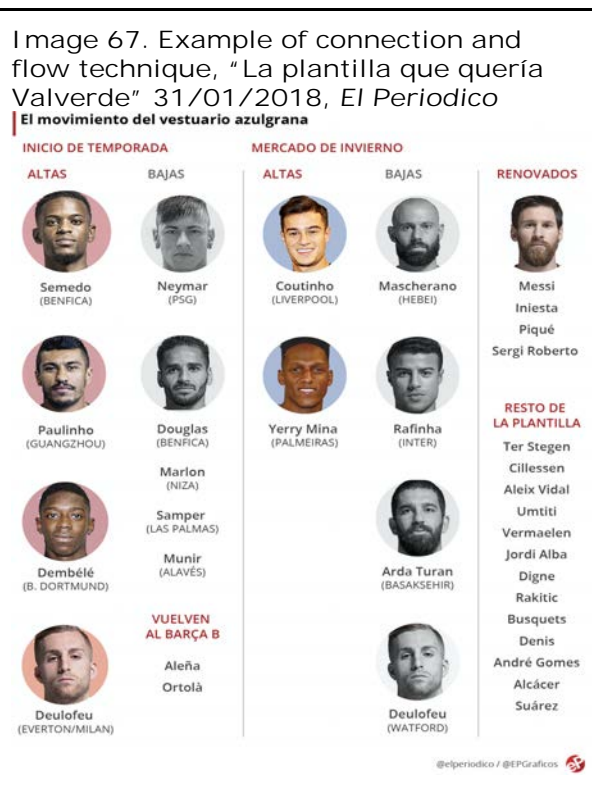 Image 67. Example of connection and
flow technique, “La plantilla que quería
Valverde” 31/01/2018, El Periodico
El movimiento del vestuario azulgrana
INICIO DE TEMPORADA
ALTAS
Semedo
(BENFICA)
Paulinho
(GUANGZHOU)
Dembélé
(B. DORTMUND)
Deulofeu
(EVERTON/MILAN)
BAJAS
Neymar
(PSG)
Douglas
(BENFICA)
Marlon
(NIZA)
Samper
(LAS PALMAS)
Munir
(ALAVÉS)
VUELVEN
AL BARÇA B
Aleña
Ortolà
MERCADO DE INVIERNO
ALTAS
Coutinho
(LIVERPOOL)
Yerry Mina
(PALMEIRAS)
BAJAS
Mascherano
(HEBEI)
Rafinha
(INTER)
Arda Turan
(BASAKSEHIR)
Deulofeu
(WATFORD)
RENOVADOS
Messi
Iniesta
Piqué
Sergi Roberto
RESTO DE
LA PLANTILLA
Ter Stegen
Cillessen
Aleix Vidal
Umtiti
Vermaelen
Jordi Alba
Digne
Rakitic
Busquets
Denis
André Gomes
Alcácer
Suárez
@elperiodico / @EPGraficos
eP